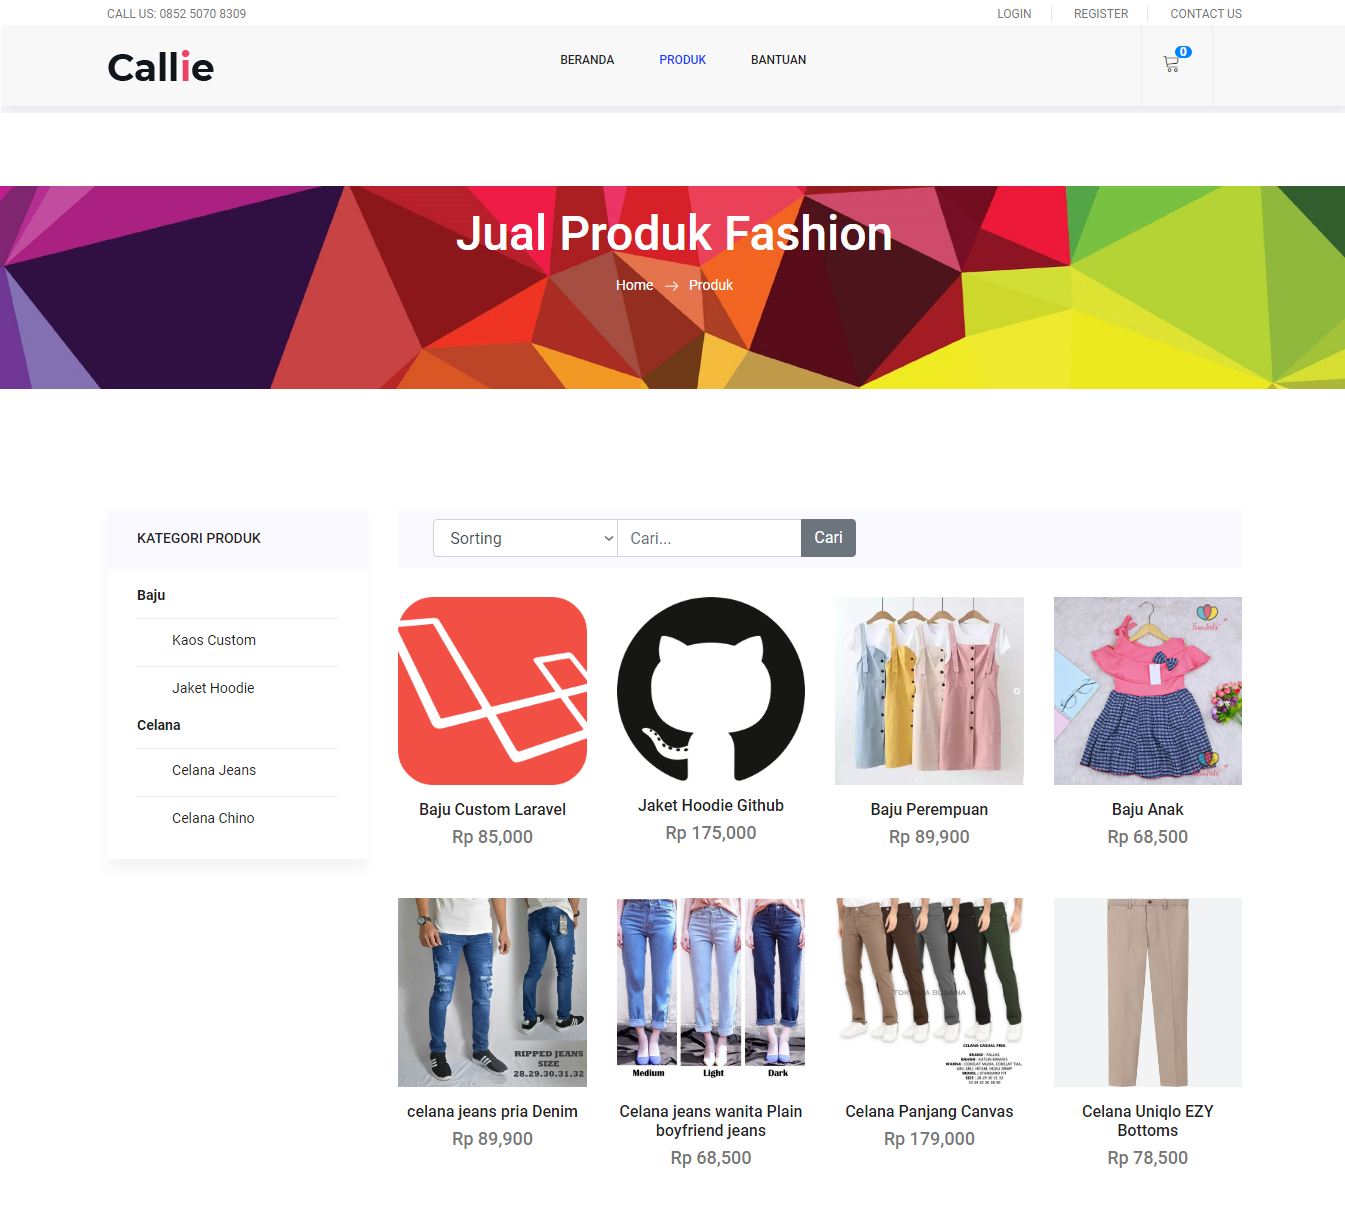 CALL US: 0852 5070 8309
LOGIN
REGISTER
CONTACT US
Callie
BERANDA
PRODUK
BANTUAN
0
Jual Produk Fashion
Home
Produk
KATEGORI PRODUK
Baju
Kaos Custom
Jaket Hoodie
Celana
Celana Jeans
Celana Chino
Sorting
Cari...
Cari
Baju Custom Laravel
Rp 85,000
Jaket Hoodie Github
Rp 175,000
Baju Perempuan
Rp 89,900
Baju Anak
Rp 68,500
RIPPED JEANS
SIZE
28.29.30.31.32
celana jeans pria Denim
Rp 89,900
Medium
Light
Dark
Celana jeans wanita Plain
boyfriend jeans
Rp 68,500
CELANA CASUAL PRIA
Celana Panjang Canvas
Rp 179,000
Celana Uniqlo EZY
Bottoms
Rp 78,500